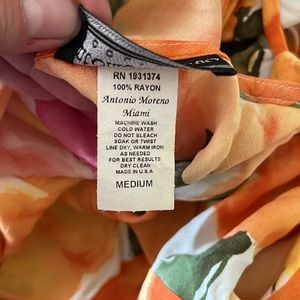 RN 1931374
100% RAYON
Antonio Moreno
Miami
MACHINE WASH
COLD WATER
DO NOT BLEACH
SOAK OR TWIST
LINE DRY, WARM IRON
AS NEEDED
FOR BEST RESULTS
DRY CLEAN
MADE IN U.S.A
MEDIUM